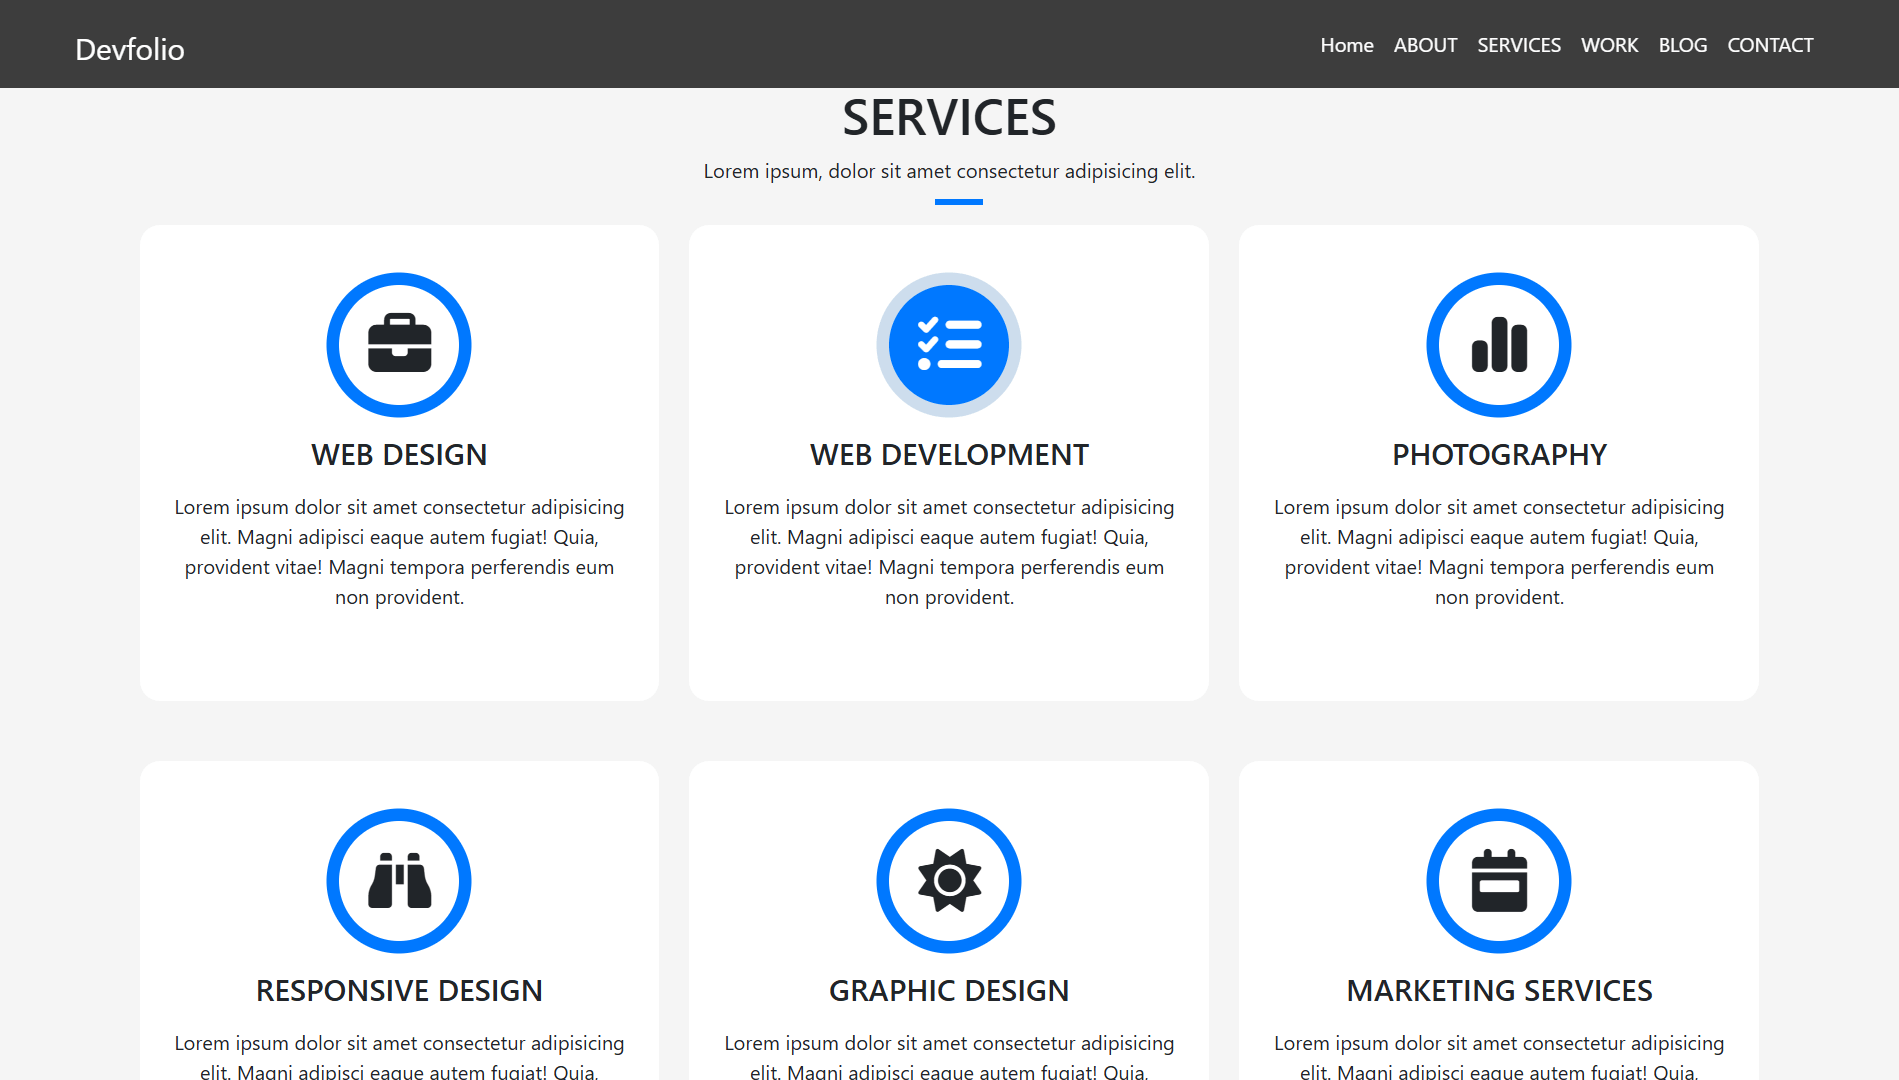 Devfolio
Home ABOUT SERVICES WORK BLOG CONTACT
SERVICES
Lorem ipsum, dolor sit amet consectetur adipisicing elit.
WEB DESIGN
Lorem ipsum dolor sit amet consectetur adipisicing
elit. Magni adipisci eaque autem fugiat! Quia,
provident vitae! Magni tempora perferendis eum
non provident.
WEB DEVELOPMENT
Lorem ipsum dolor sit amet consectetur adipisicing
elit. Magni adipisci eaque autem fugiat! Quia,
provident vitae! Magni tempora perferendis eum
non provident.
PHOTOGRAPHY
Lorem ipsum dolor sit amet consectetur adipisicing
elit. Magni adipisci eaque autem fugiat! Quia,
provident vitae! Magni tempora perferendis eum
non provident.
RESPONSIVE DESIGN
Lorem ipsum dolor sit amet consectetur adipisicing
elit. Magni adipisci eaque autem fugiat! Quia,
GRAPHIC DESIGN
Lorem ipsum dolor sit amet consectetur adipisicing
elit. Magni adipisci eaque autem fugiat! Quia,
MARKETING SERVICES
Lorem ipsum dolor sit amet consectetur adipisicing
elit. Magni adipisci eaque autem fugiat! Quia,